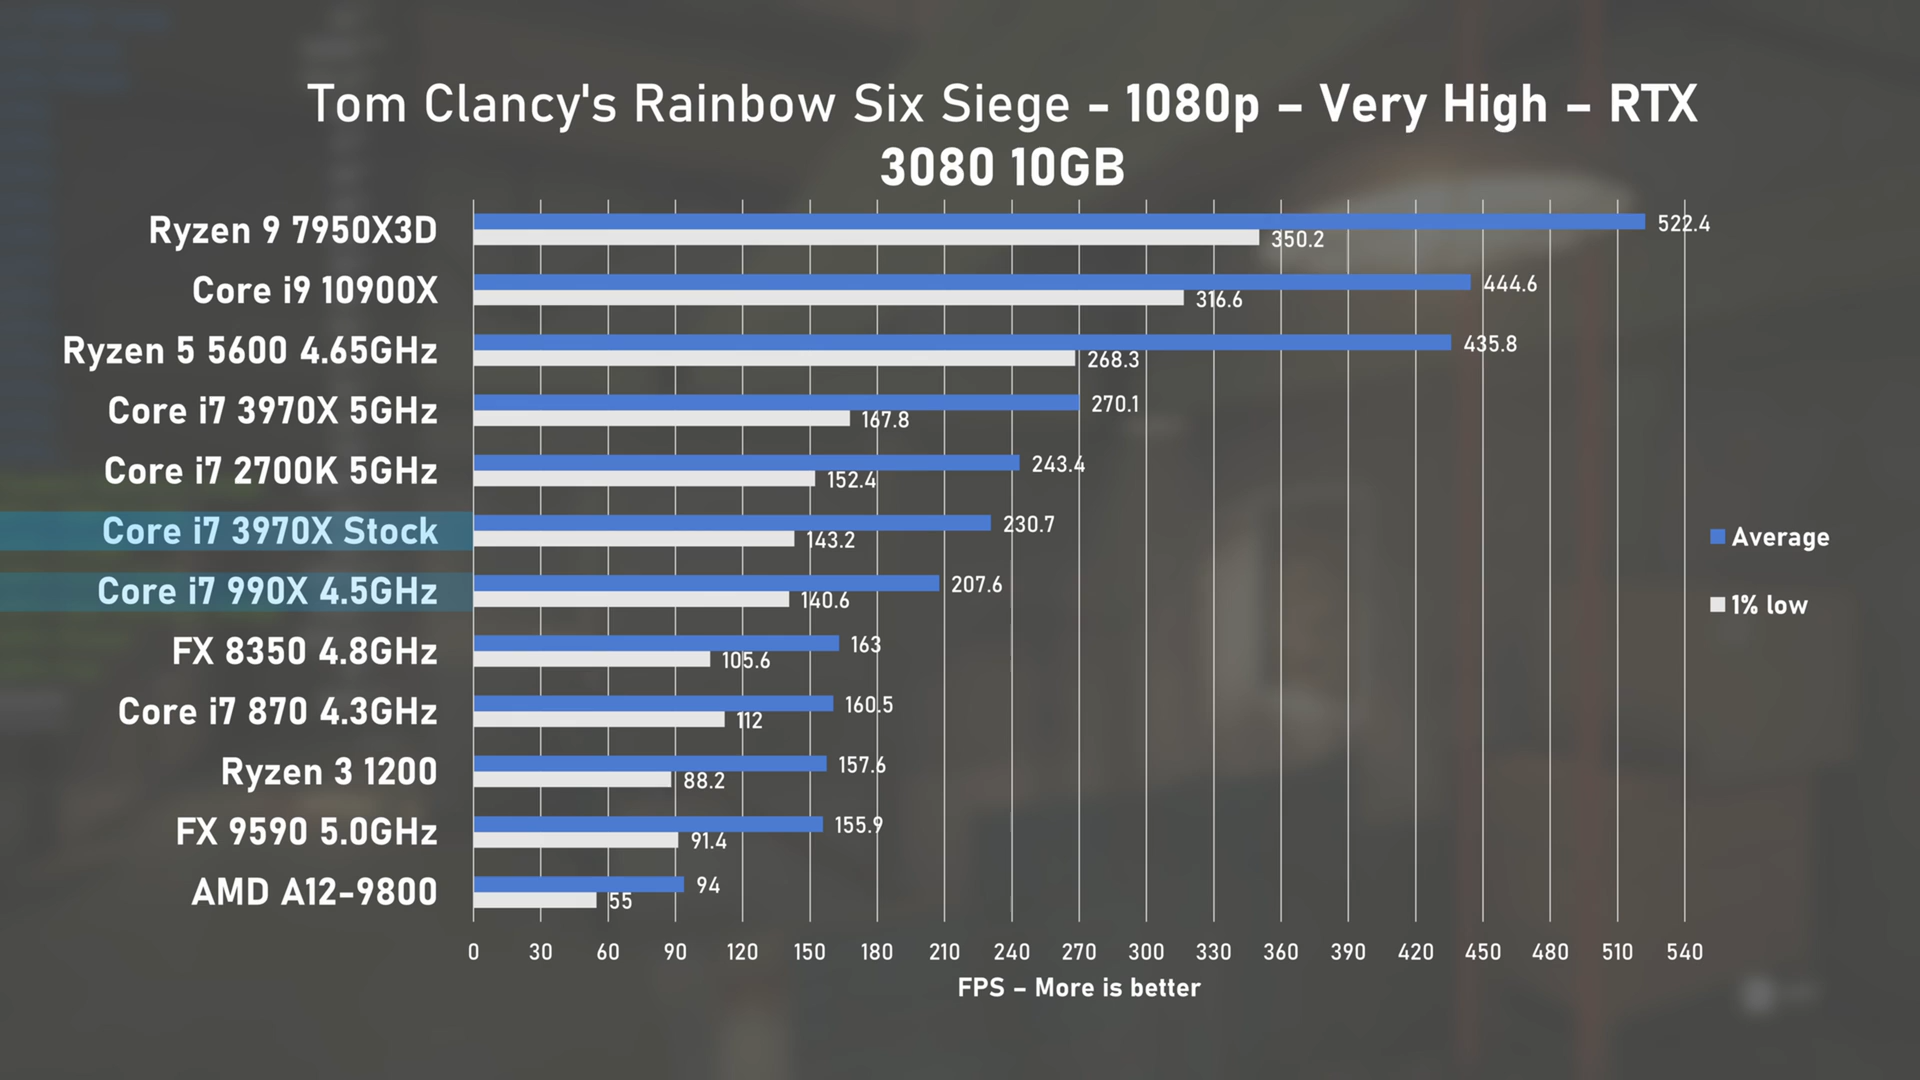 Tom Clancy's Rainbow Six Siege - 1080p – Very High – RTX
3080 10GB
Ryzen 9 7950X3D 522.4
350.2
Core i9 10900X 444.6
316.6
Ryzen 5 5600 4.65GHz 435.8
268.3
Core i7 3970X 5GHz 270.1
167.8
Core i7 2700K 5GHz 243.4
152.4
Core i7 3970X Stock 230.7
143.2
Core i7 990X 4.5GHz 207.6
140.6
FX 8350 4.8GHz 163
105.6
Core i7 870 4.3GHz 160.5
112
Ryzen 3 1200 157.6
88.2
FX 9590 5.0GHz 155.9
91.4
AMD A12-9800 94
55
Average
1% low
0 30 60 90 120 150 180 210 240 270 300 330 360 390 420 450 480 510 540
FPS – More is better